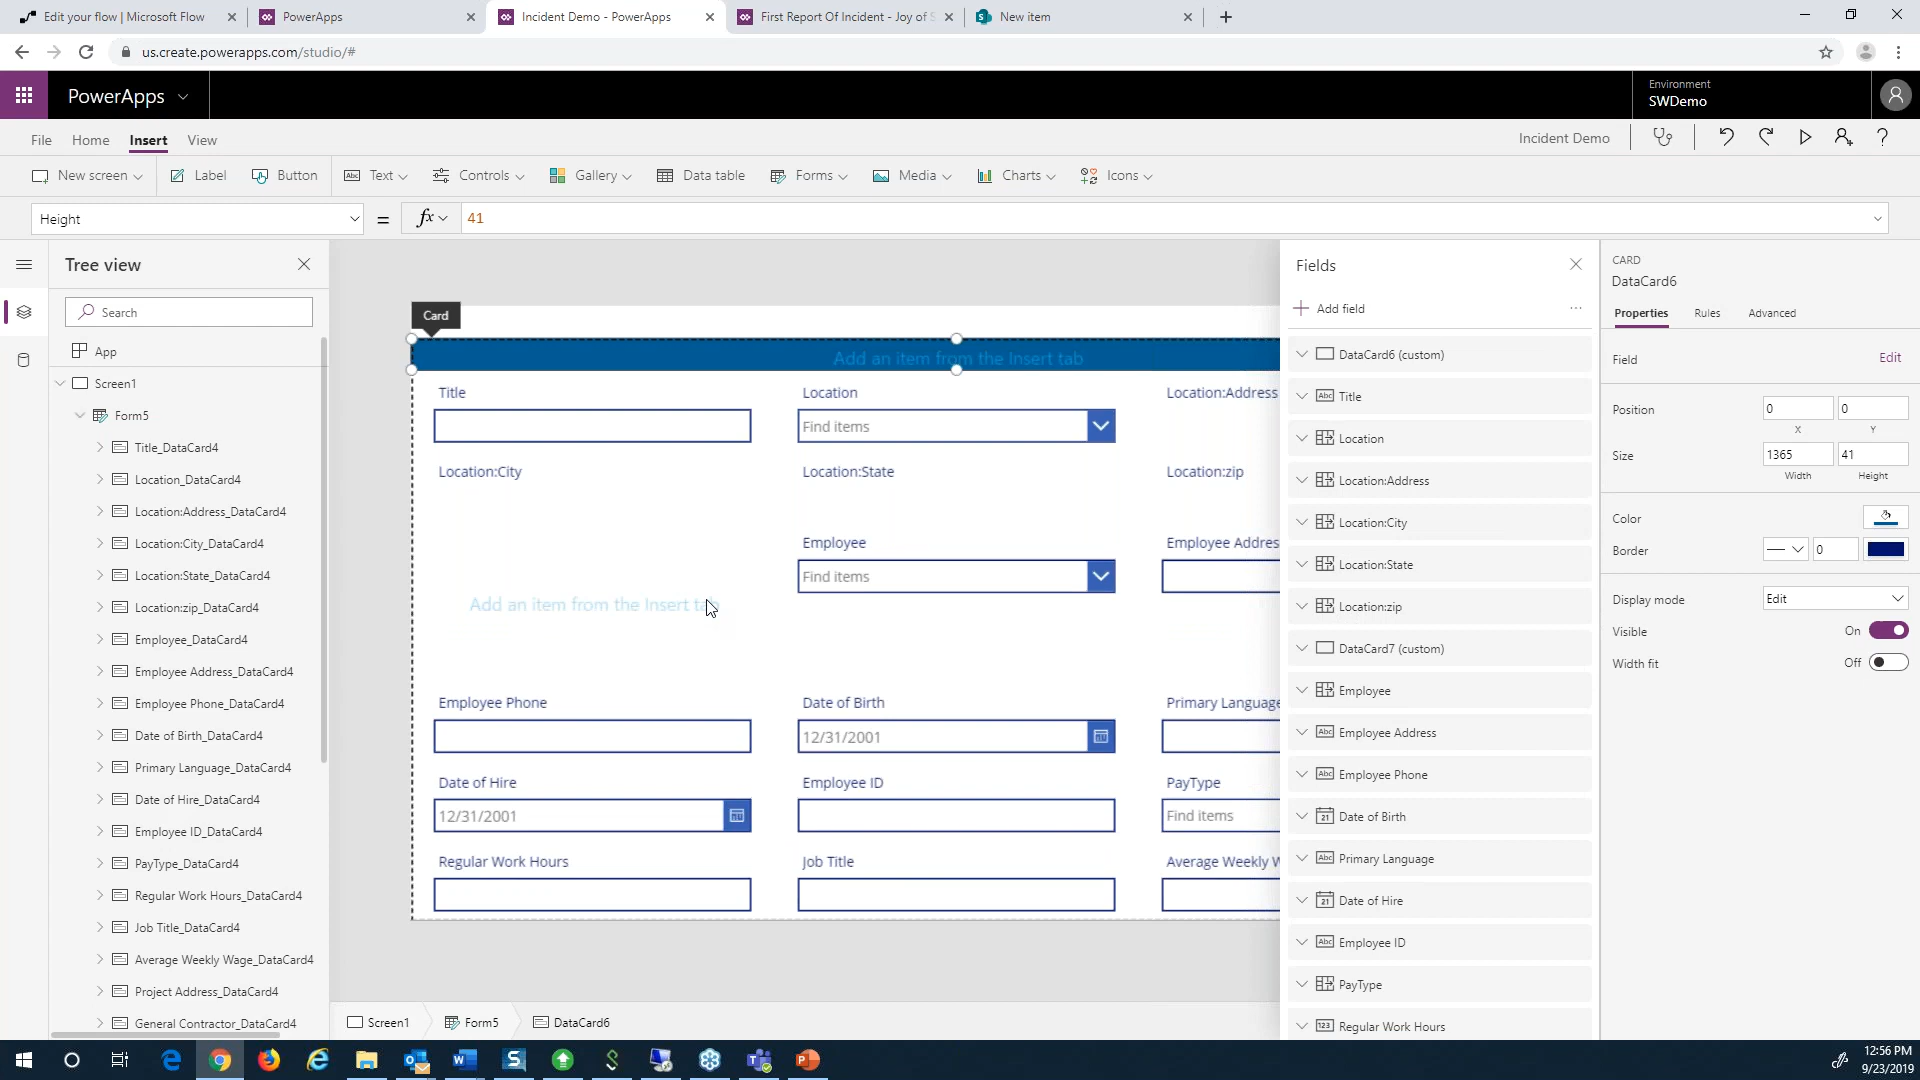 Edit your flow | Microsoft Flow
PowerApps
Incident Demo - PowerApps
First Report Of Incident - Joy of S
New item
us.create.powerapps.com/studio/#
PowerApps
Environment
SWDemo
File
Home
Insert
View
Incident Demo
New screen
Label
Button
Text
Controls
Gallery
Data table
Forms
Media
Charts
Icons
Height
=
fx
41
Tree view
Search
App
Screen1
Form5
Title_DataCard4
Location_DataCard4
Location:Address_DataCard4
Location:City_DataCard4
Location:State_DataCard4
Location:zip_DataCard4
Employee_DataCard4
Employee Address_DataCard4
Employee Phone_DataCard4
Date of Birth_DataCard4
Primary Language_DataCard4
Date of Hire_DataCard4
Employee ID_DataCard4
PayType_DataCard4
Regular Work Hours_DataCard4
Job Title_DataCard4
Average Weekly Wage_DataCard4
Project Address_DataCard4
General Contractor_DataCard4
Card
Add an item from the Insert tab
Title
Location
Location:Address
Find items
Location:City
Location:State
Location:zip
Employee
Employee Addres
Find items
Add an item from the Insert tab
Employee Phone
Date of Birth
Primary Language
12/31/2001
Date of Hire
Employee ID
PayType
12/31/2001
Find items
Regular Work Hours
Job Title
Average Weekly W
Screen1
Form5
DataCard6
Fields
Add field
DataCard6 (custom)
Title
Location
Location:Address
Location:City
Location:State
Location:zip
DataCard7 (custom)
Employee
Employee Address
Employee Phone
Date of Birth
Primary Language
Date of Hire
Employee ID
PayType
Regular Work Hours
CARD
DataCard6
Properties
Rules
Advanced
Field
Edit
Position
0
0
X
Y
Size
1365
41
Width
Height
Color
Border
0
Display mode
Edit
Visible
On
Width fit
Off
12:56 PM
9/23/2019